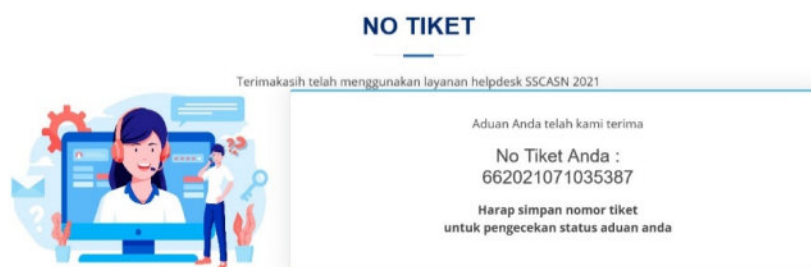 NO TIKET
Terimakasih telah menggunakan layanan helpdesk SSCASN 2021
Aduan Anda telah kami terima
No Tiket Anda :
662021071035387
Harap simpan nomor tiket
untuk pengecekan status aduan anda